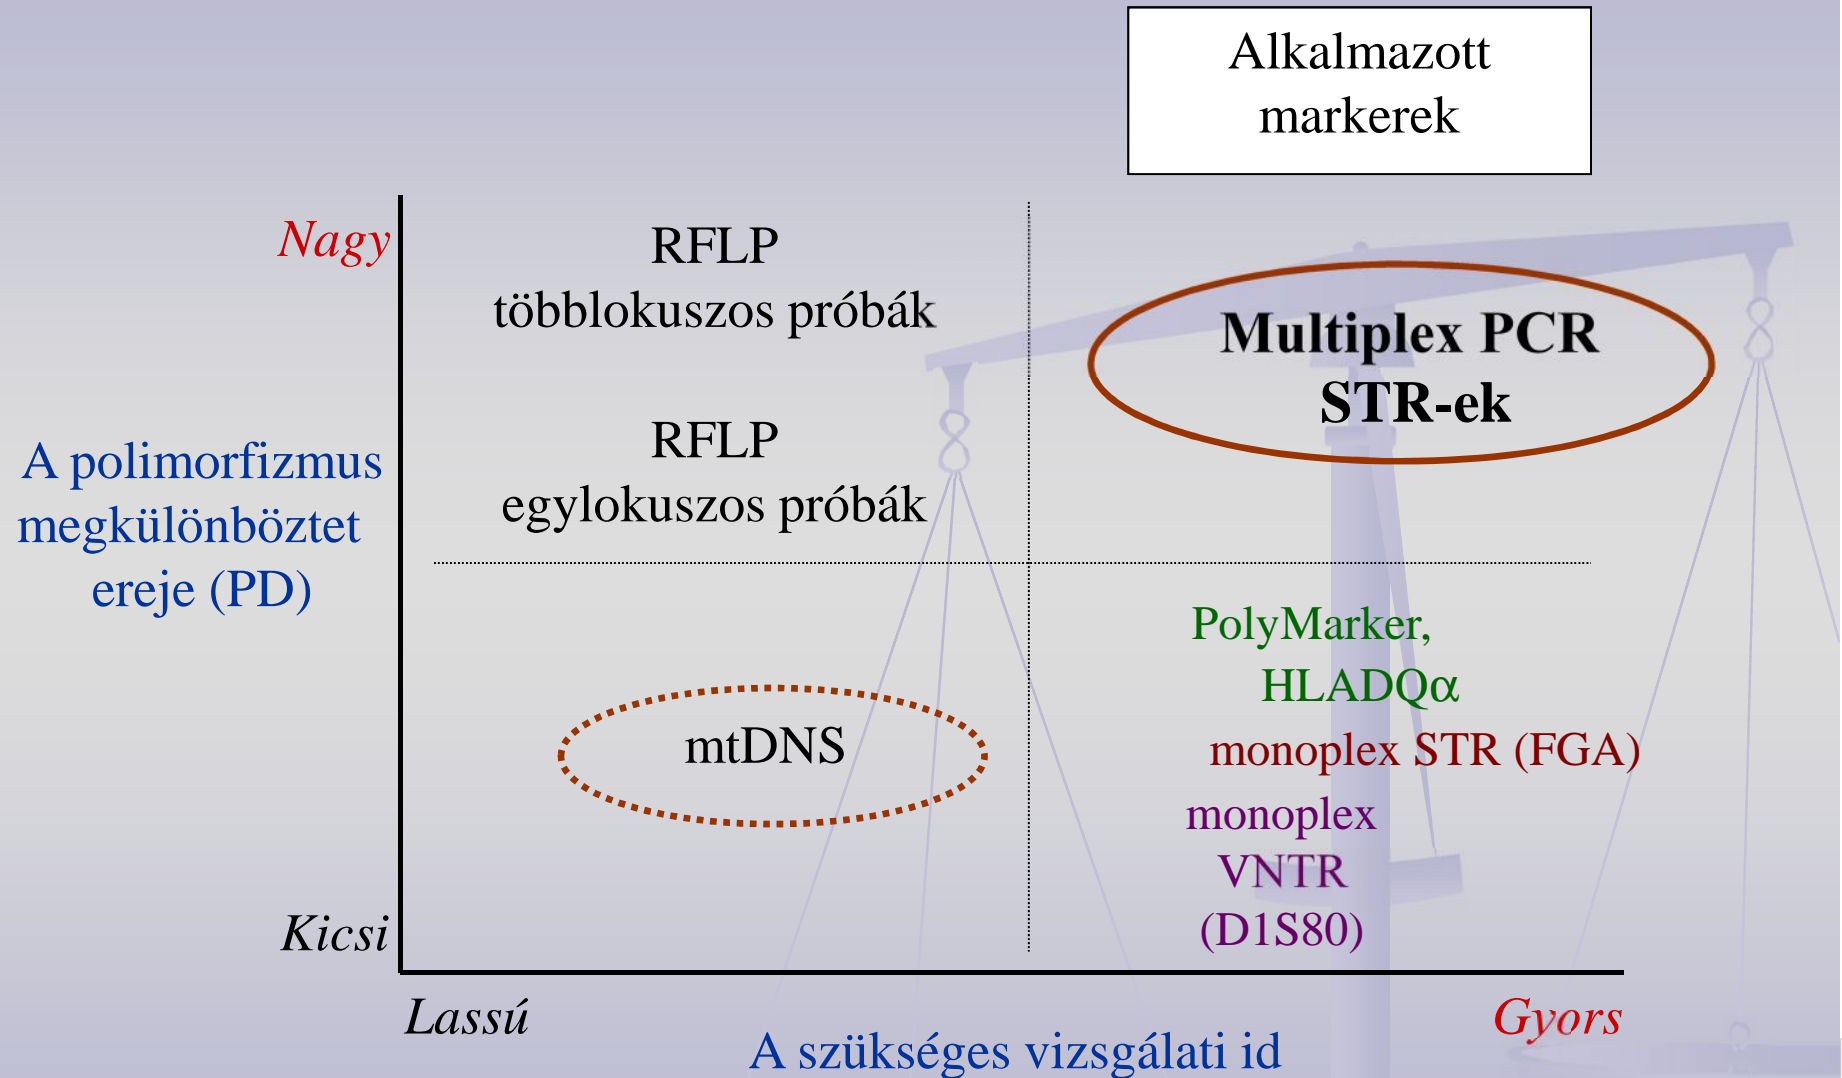 Alkalmazott
markerek
Nagy
RFLP
többlokuszos próbák
Multiplex PCR
STR-ek
RFLP
egylokuszos próbák
A polimorfizmus
megkülönböztet
ereje (PD)
PolyMarker,
HLADQα
mtDNS
monoplex STR (FGA)
monoplex
VNTR
(D1S80)
Kicsi
Lassú
Gyors
A szükséges vizsgálati id